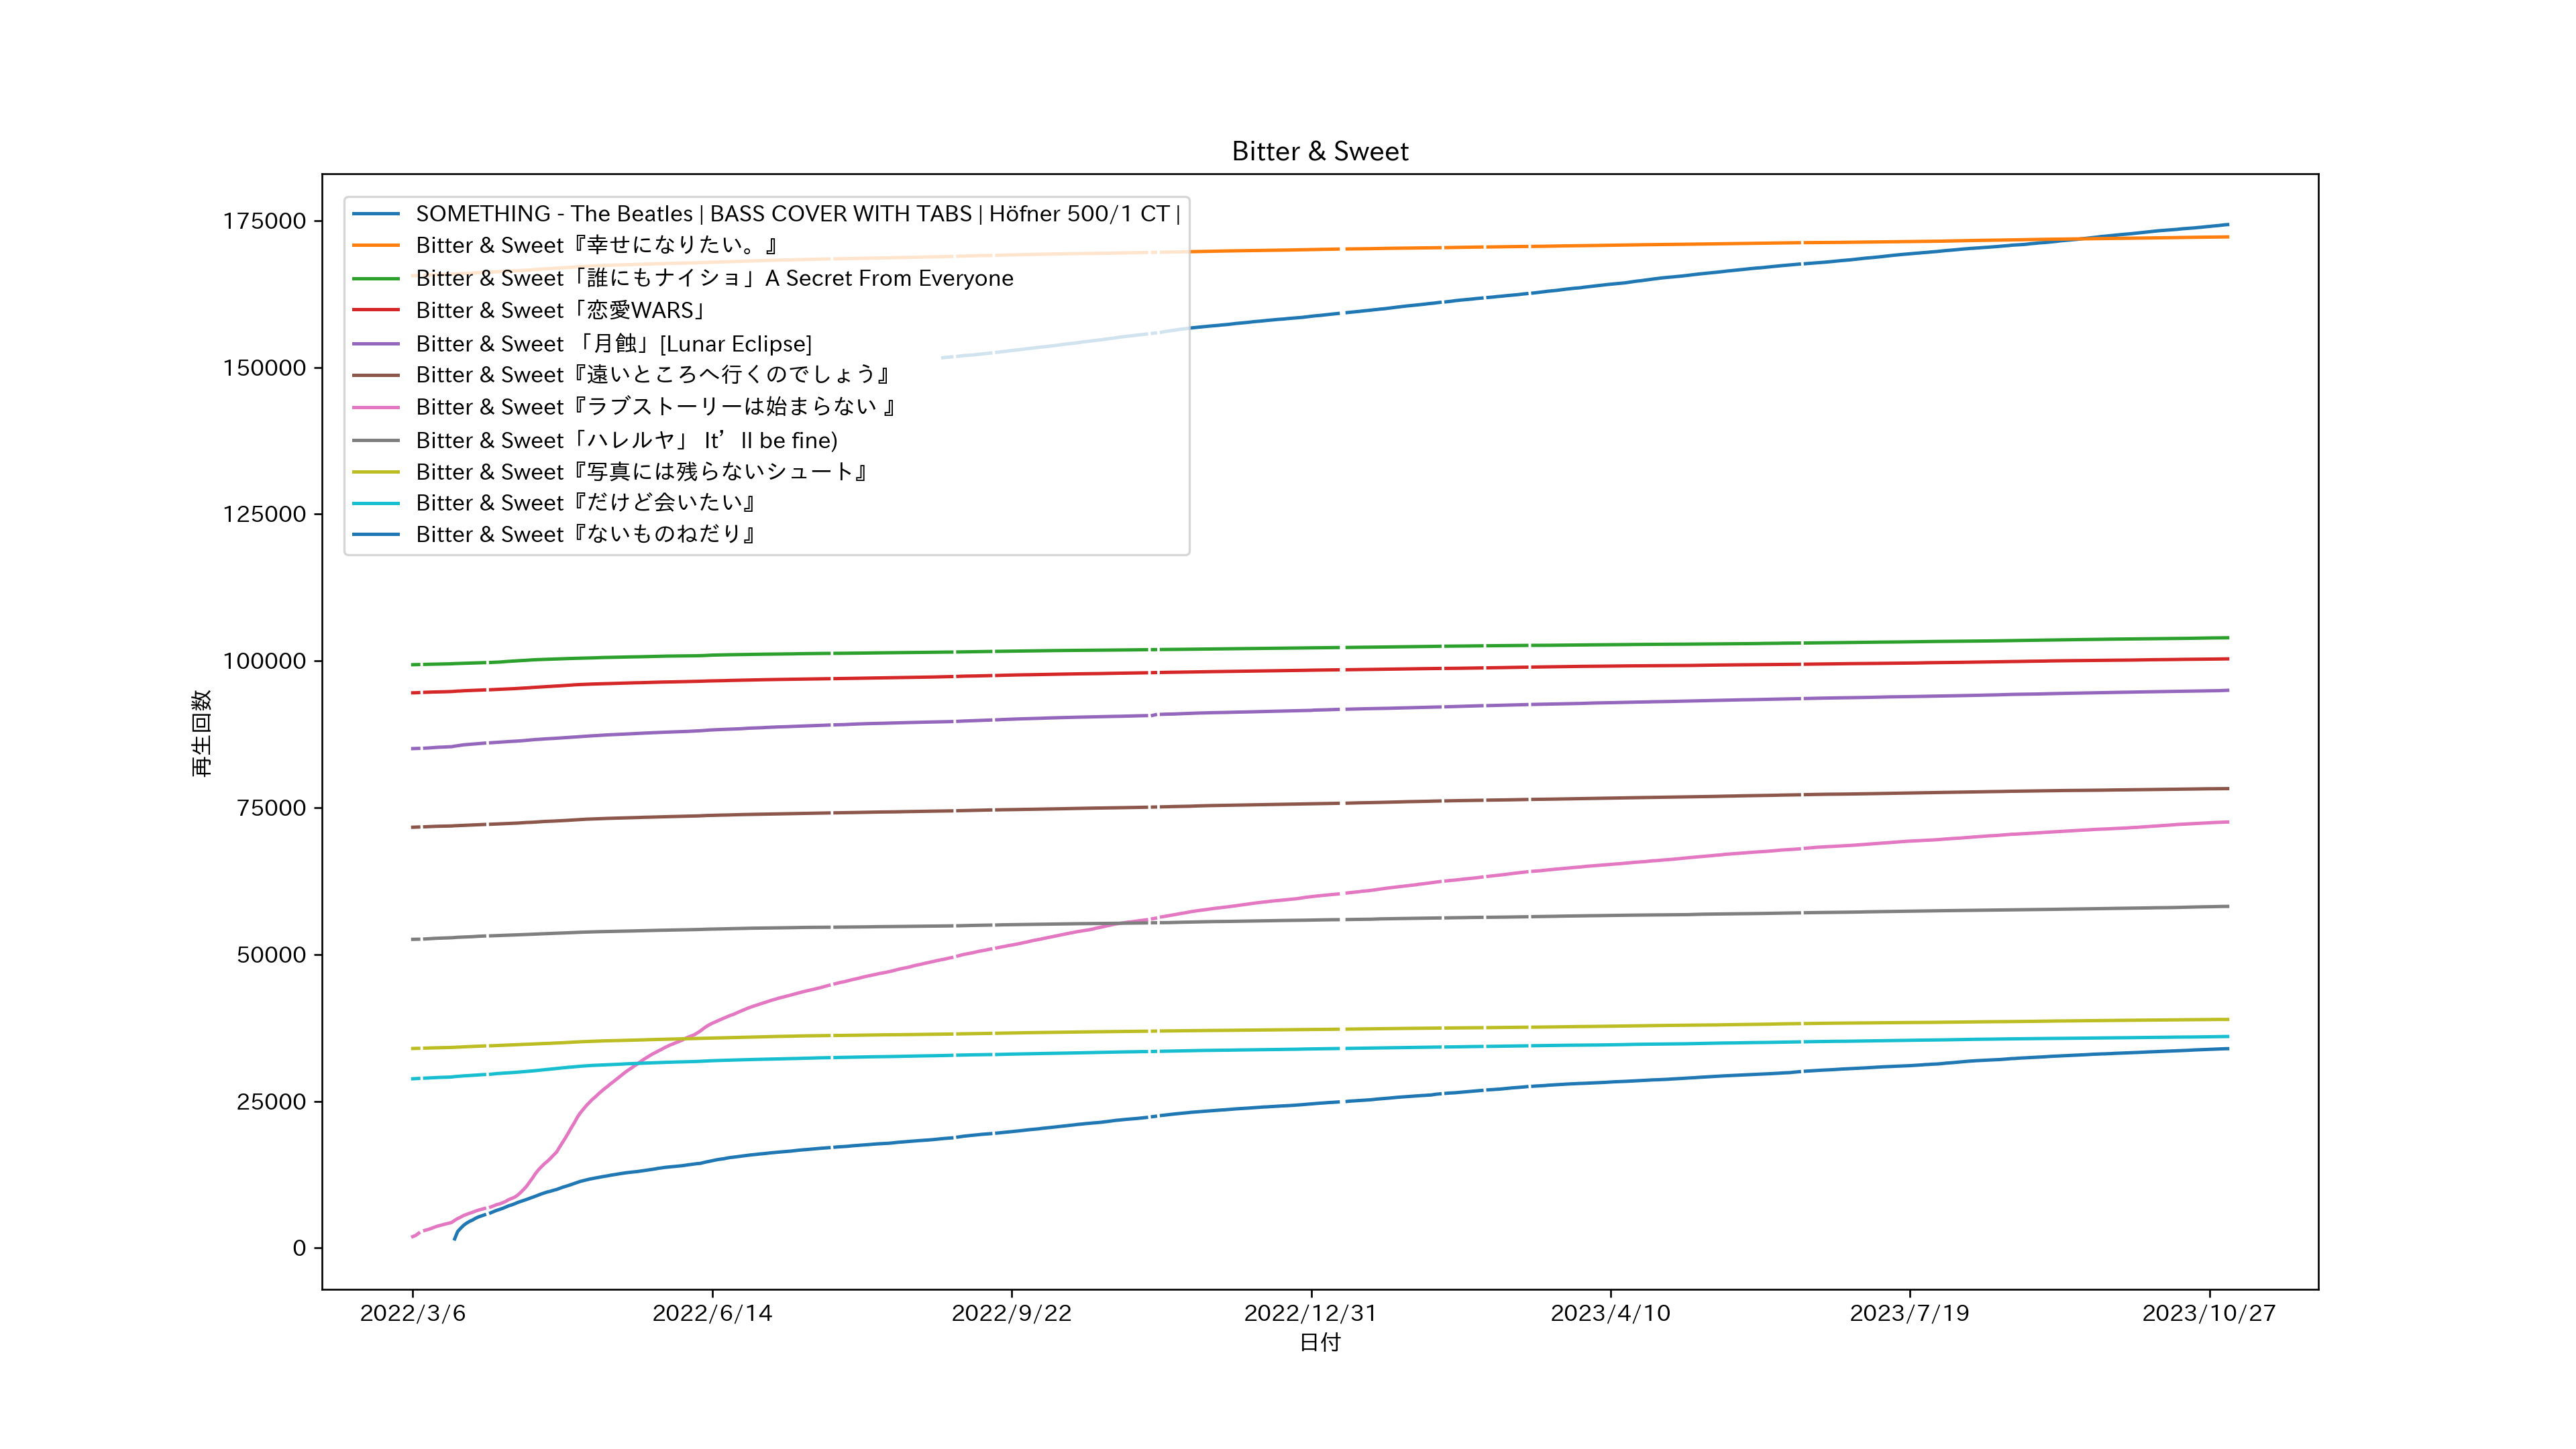 Bitter & Sweet
175000
150000
125000
100000
75000
50000
25000
0
再生回数
SOMETHING - The Beatles | BASS COVER WITH TABS | Höfner 500/1 CT |
Bitter & Sweet『幸せになりたい。』
Bitter & Sweet「誰にもナイショ」A Secret From Everyone
Bitter & Sweet「恋愛WARS」
Bitter & Sweet 「月蝕」[Lunar Eclipse]
Bitter & Sweet『遠いところへ行くのでしょう』
Bitter & Sweet『ラブストーリーは始まらない 』
Bitter & Sweet「ハレルヤ」 It’ll be fine)
Bitter & Sweet『写真には残らないシュート』
Bitter & Sweet『だけど会いたい』
Bitter & Sweet『ないものねだり』
2022/3/6
2022/6/14
2022/9/22
2022/12/31
2023/4/10
2023/7/19
2023/10/27
日付